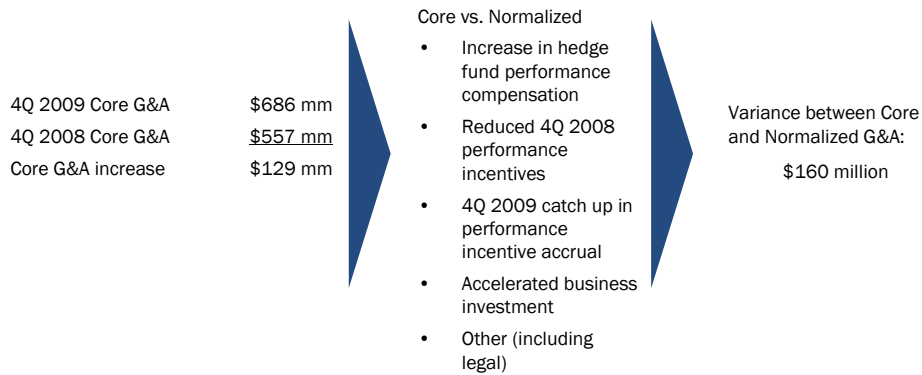 4Q 2009 Core G&A $686 mm
4Q 2008 Core G&A $557 mm
Core G&A increase $129 mm
Core vs. Normalized
• Increase in hedge
fund performance
compensation
• Reduced 4Q 2008
performance
incentives
• 4Q 2009 catch up in
performance
incentive accrual
• Accelerated business
investment
• Other (including
legal)
Variance between Core
and Normalized G&A:
$160 million